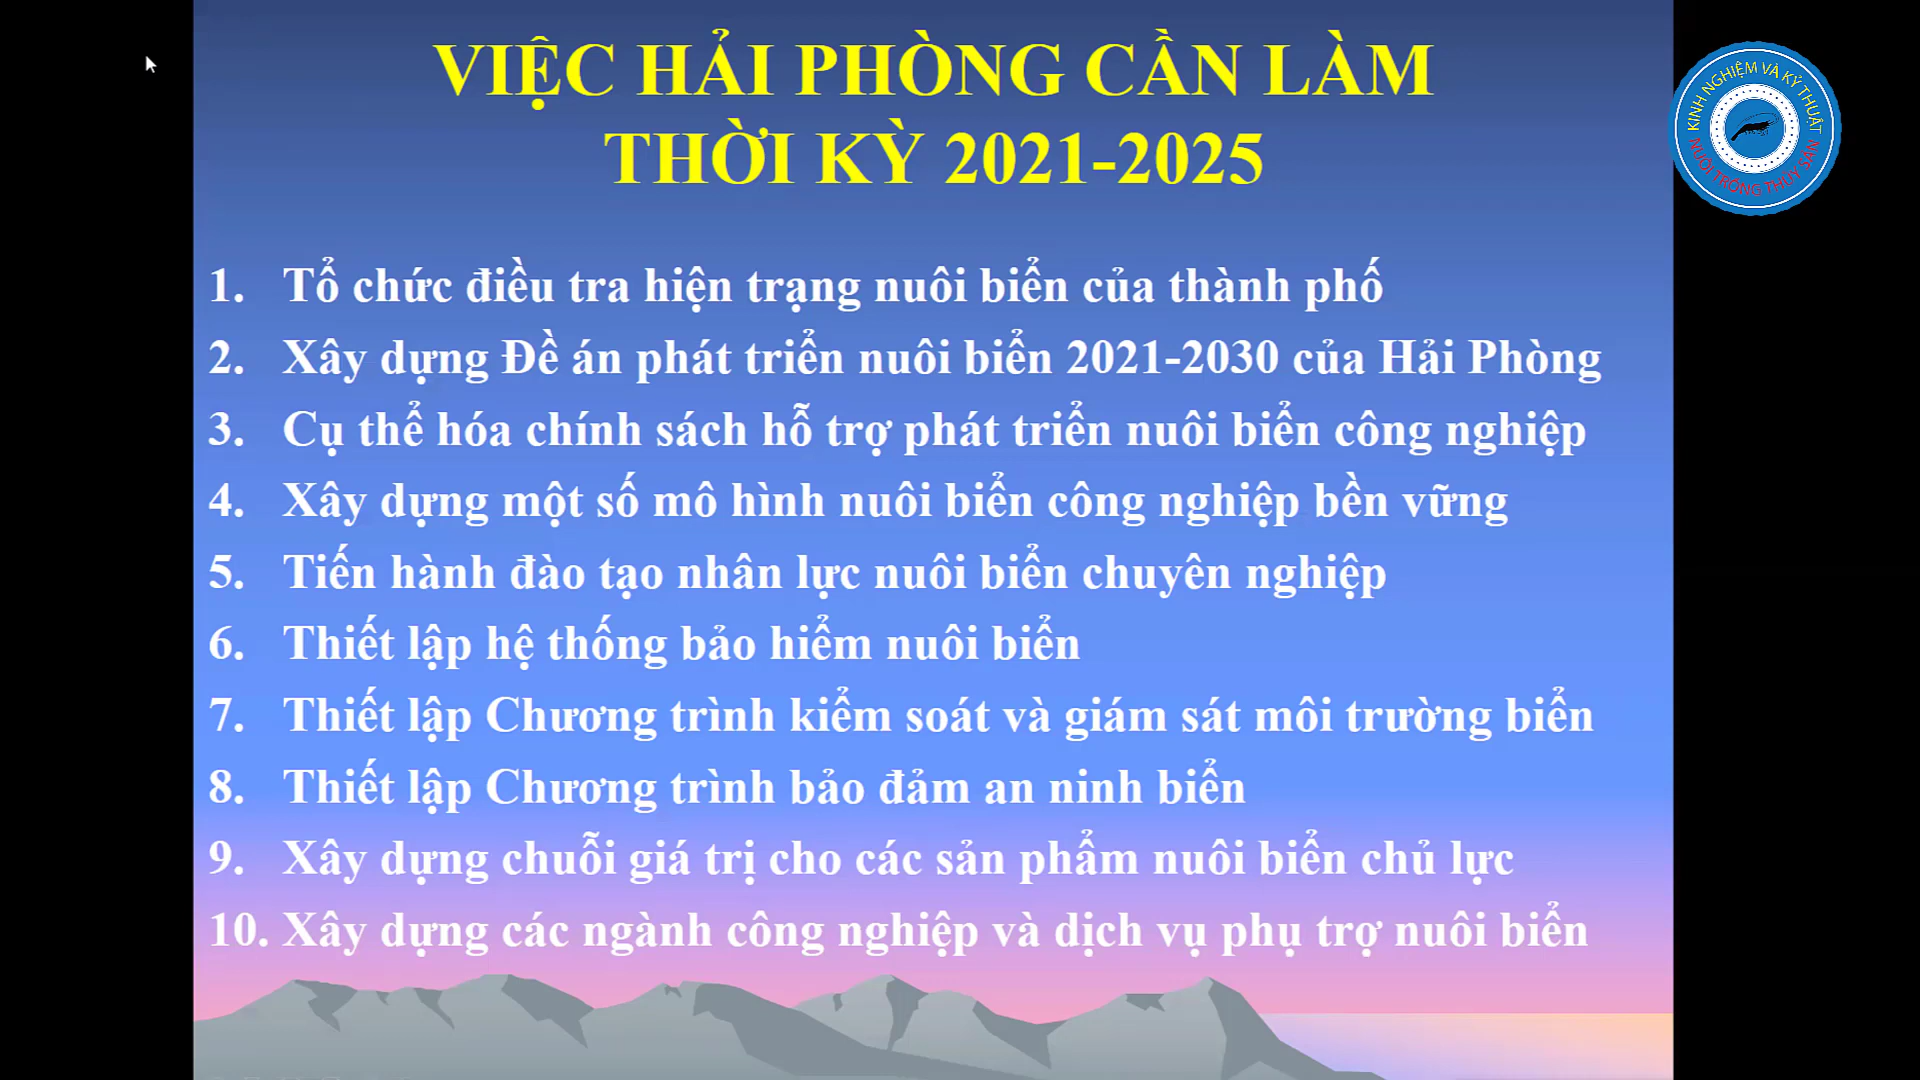 VIỆC HẢI PHÒNG CẦN LÀM
THỜI KỲ 2021-2025
KINH NGHIỆM VÀ KỸ THUẬT
NUÔI TRỒNG THỦY SẢN
1. Tổ chức điều tra hiện trạng nuôi biển của thành phố
2. Xây dựng Đề án phát triển nuôi biển 2021-2030 của Hải Phòng
3. Cụ thể hóa chính sách hỗ trợ phát triển nuôi biển công nghiệp
4. Xây dựng một số mô hình nuôi biển công nghiệp bền vững
5. Tiến hành đào tạo nhân lực nuôi biển chuyên nghiệp
6. Thiết lập hệ thống bảo hiểm nuôi biển
7. Thiết lập Chương trình kiểm soát và giám sát môi trường biển
8. Thiết lập Chương trình bảo đảm an ninh biển
9. Xây dựng chuỗi giá trị cho các sản phẩm nuôi biển chủ lực
10. Xây dựng các ngành công nghiệp và dịch vụ phụ trợ nuôi biển